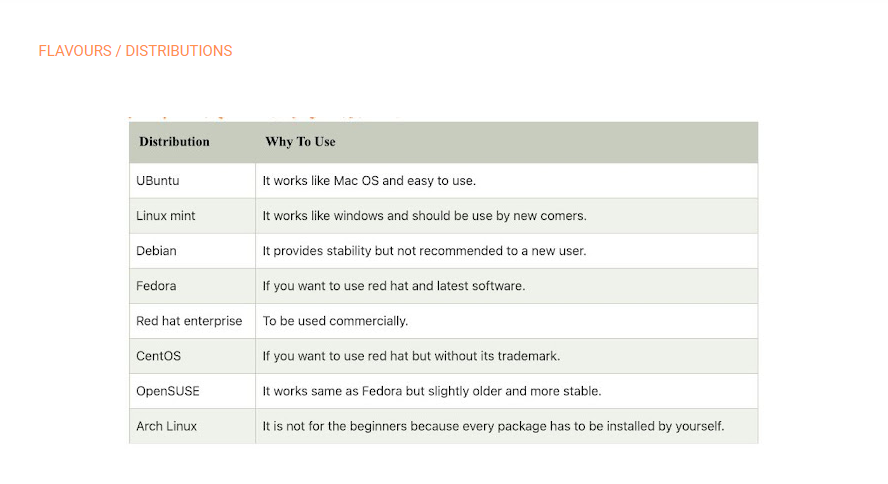 FLAVOURS / DISTRIBUTIONS
Distribution Why To Use
UBuntu It works like Mac OS and easy to use.
Linux mint It works like windows and should be use by new comers.
Debian It provides stability but not recommended to a new user.
Fedora If you want to use red hat and latest software.
Red hat enterprise To be used commercially.
CentOS If you want to use red hat but without its trademark.
OpenSUSE It works same as Fedora but slightly older and more stable.
Arch Linux It is not for the beginners because every package has to be installed by yourself.